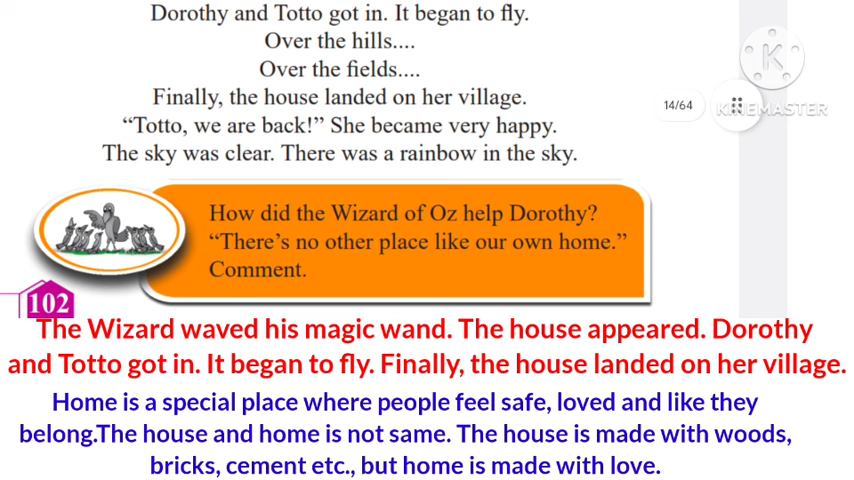 Dorothy and Totto got in. It began to fly.
Over the hills....
Over the fields....
Finally, the house landed on her village.
“Totto, we are back!” She became very happy.
The sky was clear. There was a rainbow in the sky.
14/64
KINEMASTER
How did the Wizard of Oz help Dorothy?
“There’s no other place like our own home.”
Comment.
102
The Wizard waved his magic wand. The house appeared. Dorothy
and Totto got in. It began to fly. Finally, the house landed on her village.
Home is a special place where people feel safe, loved and like they
belong.The house and home is not same. The house is made with woods,
bricks, cement etc., but home is made with love.